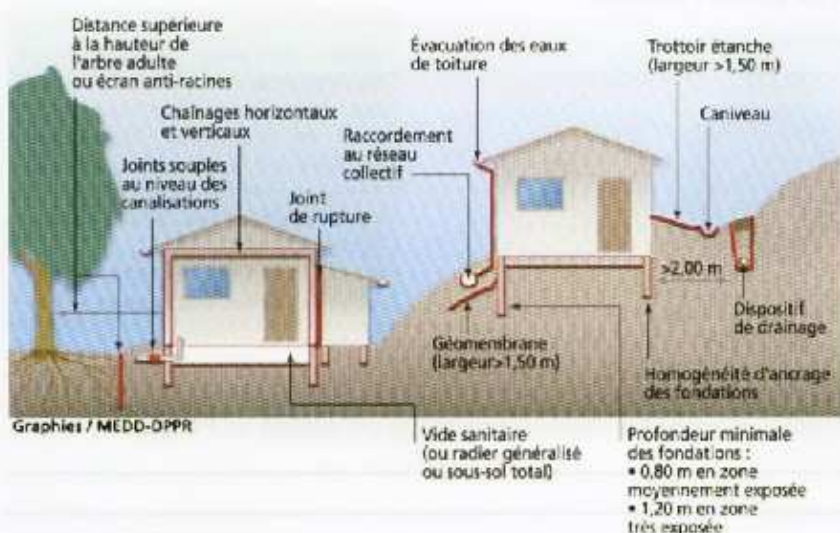 Distance supérieure
à la hauteur de
l'arbre adulte
ou écran anti-racines
Chaînages horizontaux
et verticaux
Joints souples
au niveau des
canalisations
Joint
de rupture
Évacuation des eaux
de toiture
Raccordement
au réseau
collectif
Trottoir étanche
(largeur >1,50 m)
Caniveau
>2,00 m
Dispositif
de drainage
Géomembrane
(largeur>1,50 m)
Homogénéité d'ancrage
des fondations
Graphies / MEDD-DPPR
Vide sanitaire
(ou radier généralisé
ou sous-sol total)
Profondeur minimale
des fondations :
• 0,80 m en zone
moyennement exposée
• 1,20 m en zone
très exposée